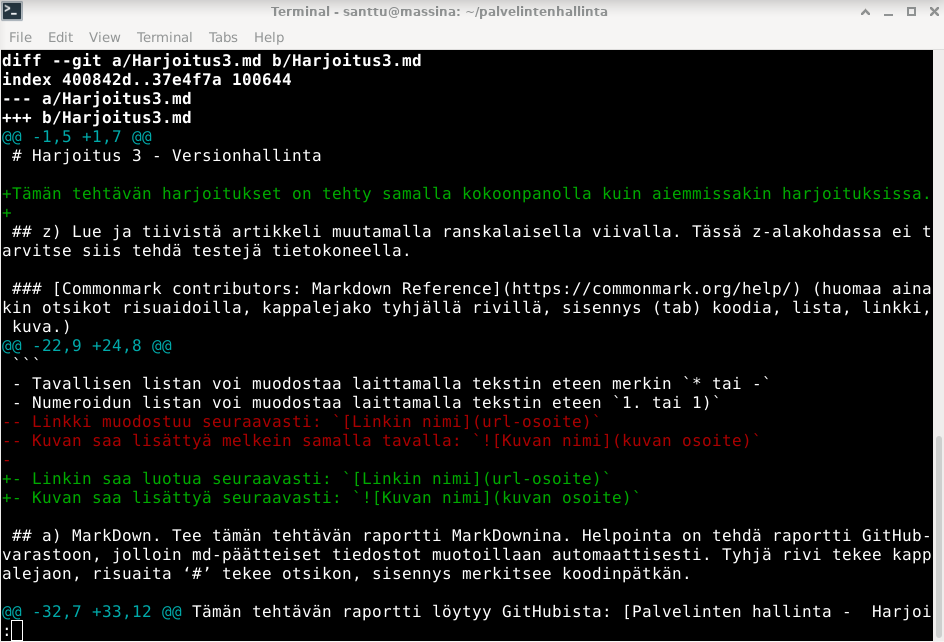 Terminal - santtu@massina: ~/palvelintenhallinta
File Edit View Terminal Tabs Help
diff --git a/Harjoitus3.md b/Harjoitus3.md
index 400842d..37e4f7a 100644
--- a/Harjoitus3.md
+++ b/Harjoitus3.md
@@ -1,5 +1,7 @@
 # Harjoitus 3 - Versionhallinta

+Tämän tehtävän harjoitukset on tehty samalla kokoonpanolla kuin aiemmissakin harjoituksissa.
+
 ## z) Lue ja tiivistä artikkeli muutamalla ranskalaisella viivalla. Tässä z-alakohdassa ei t
arvitse siis tehdä testejä tietokoneella.

 ### [Commonmark contributors: Markdown Reference](https://commonmark.org/help/) (huomaa aina
kin otsikot risuaidoilla, kappalejako tyhjällä rivillä, sisennys (tab) koodia, lista, linkki,
 kuva.)
@@ -22,9 +24,8 @@
 ```
 - Tavallisen listan voi muodostaa laittamalla tekstin eteen merkin `* tai -`
 - Numeroidun listan voi muodostaa laittamalla tekstin eteen `1. tai 1)`
-- Linkki muodostuu seuraavasti: `[Linkin nimi](url-osoite)`
-- Kuvan saa lisättyä melkein samalla tavalla: `![Kuvan nimi](kuvan osoite)`
-
+- Linkin saa luotua seuraavasti: `[Linkin nimi](url-osoite)`
+- Kuvan saa lisättyä seuraavasti: `![Kuvan nimi](kuvan osoite)`

 ## a) MarkDown. Tee tämän tehtävän raportti MarkDownina. Helpointa on tehdä raportti GitHub-
varastoon, jolloin md-päätteiset tiedostot muotoillaan automaattisesti. Tyhjä rivi tekee kapp
alejaon, risuaita ‘#’ tekee otsikon, sisennys merkitsee koodinpätkän.

@@ -32,7 +33,12 @@ Tämän tehtävän raportti löytyy GitHubista: [Palvelinten hallinta -  Harjoi
: